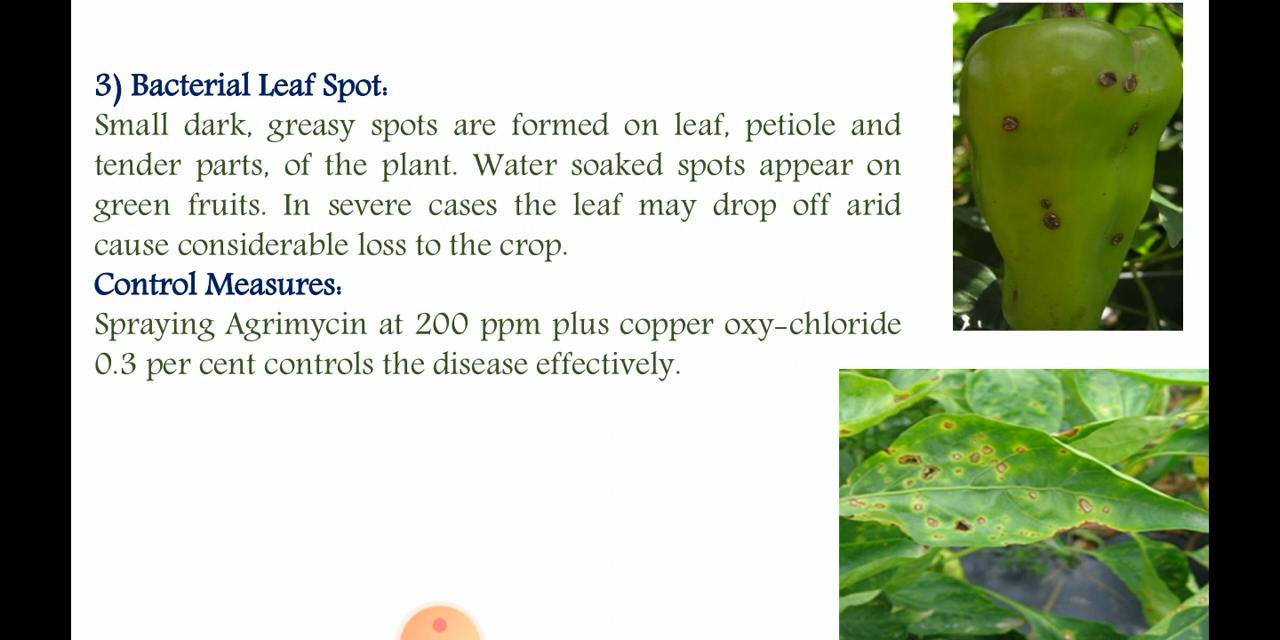 3) Bacterial Leaf Spot:
Small dark, greasy spots are formed on leaf, petiole and
tender parts, of the plant. Water soaked spots appear on
green fruits. In severe cases the leaf may drop off arid
cause considerable loss to the crop.
Control Measures:
Spraying Agrimycin at 200 ppm plus copper oxy-chloride
0.3 per cent controls the disease effectively.